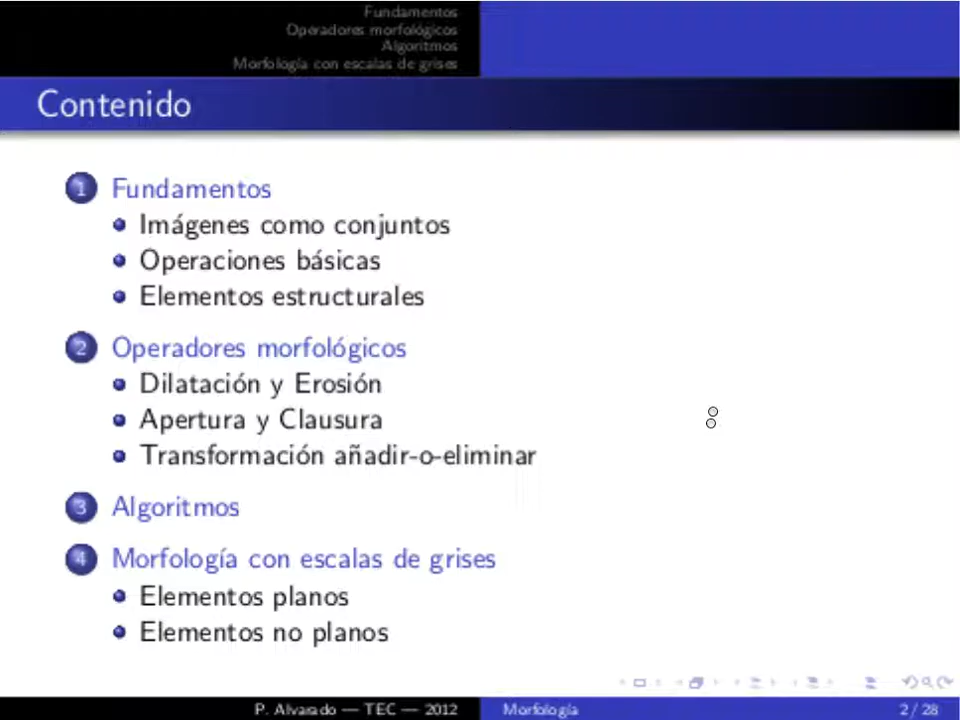 Fundamentos
Operadores morfológicos
Algoritmos
Morfología con escalas de grises
Contenido
1 Fundamentos
Imágenes como conjuntos
Operaciones básicas
Elementos estructurales
2 Operadores morfológicos
Dilatación y Erosión
Apertura y Clausura
Transformación añadir-o-eliminar
3 Algoritmos
4 Morfología con escalas de grises
Elementos planos
Elementos no planos
P. Alvarado — TEC — 2012 Morfología 2 / 28